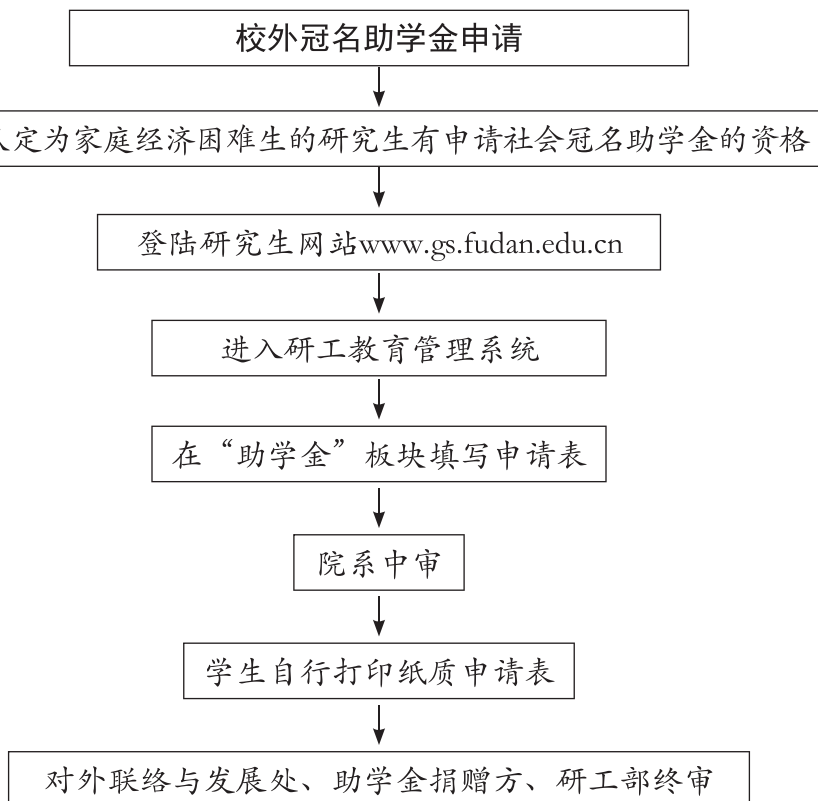 校外冠名助学金申请
认定为家庭经济困难生的研究生有申请社会冠名助学金的资格
登陆研究生网站www.gs.fudan.edu.cn
进入研工教育管理系统
在“助学金”板块填写申请表
院系中审
学生自行打印纸质申请表
对外联络与发展处、助学金捐赠方、研工部终审